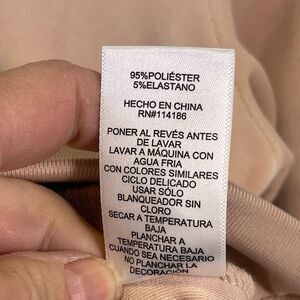 95%POLIÉSTER
5%ELASTANO
HECHO EN CHINA
RN#114186
PONER AL REVÉS ANTES
DE LAVAR
LAVAR A MÁQUINA CON
AGUA FRIA
CON COLORES SIMILARES
CICLO DELICADO
USAR SÓLO
BLANQUEADOR SIN
CLORO
SECAR A TEMPERATURA
BAJA
PLANCHAR A
TEMPERATURA BAJA
CUANDO SEA NECESARIO
NO PLANCHAR LA
DECORACIÓN